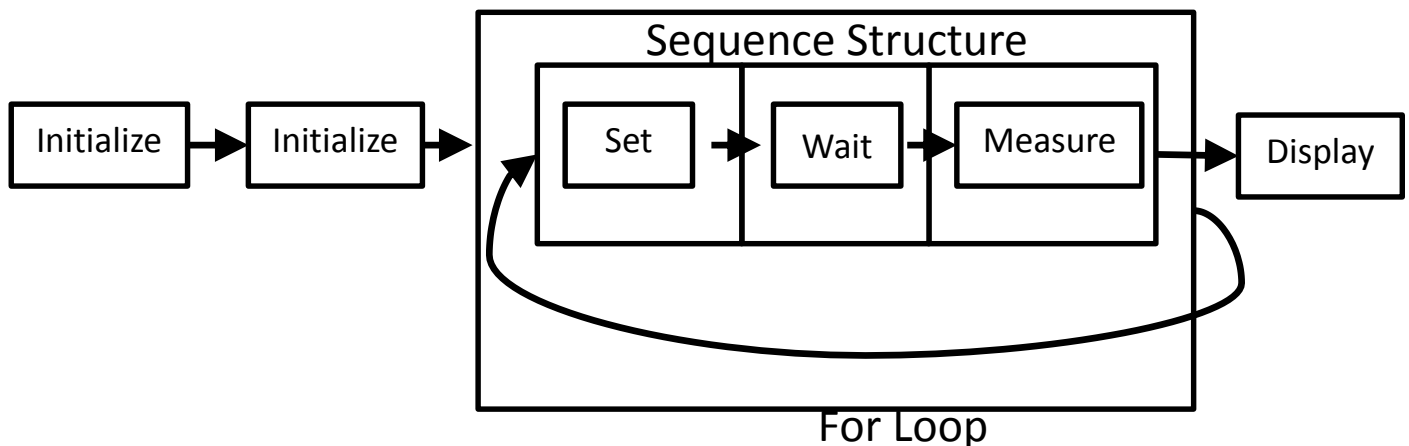 Sequence Structure
Initialize
Initialize
Set
Wait
Measure
Display
For Loop